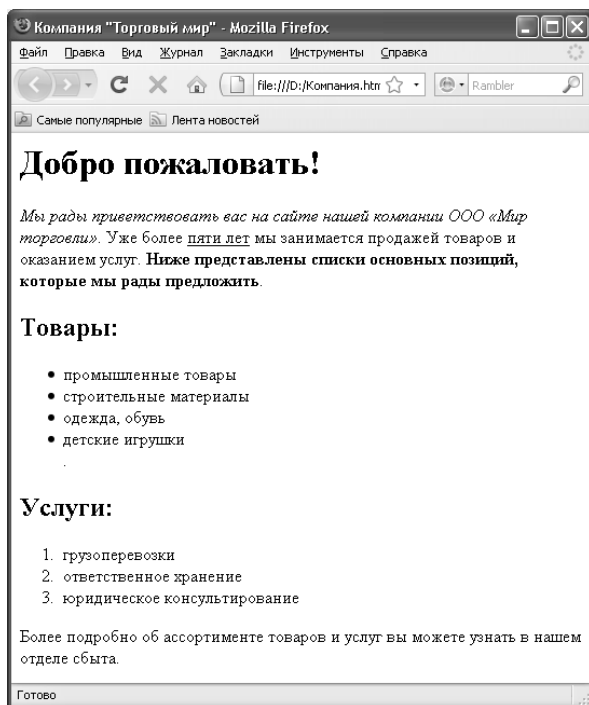 Компания "Торговый мир" - Mozilla Firefox
Файл Правка Вид Журнал Закладки Инструменты Справка
file:///D:/Компания.htm Rambler
Самые популярные Лента новостей
Добро пожаловать!
Мы рады приветствовать вас на сайте нашей компании ООО «Мир
торговли». Уже более пяти лет мы занимается продажей товаров и
оказанием услуг. Ниже представлены списки основных позиций,
которые мы рады предложить.
Товары:
• промышленные товары
• строительные материалы
• одежда, обувь
• детские игрушки
.
Услуги:
1. грузоперевозки
2. ответственное хранение
3. юридическое консультирование
Более подробно об ассортименте товаров и услуг вы можете узнать в нашем
отделе сбыта.
Готово